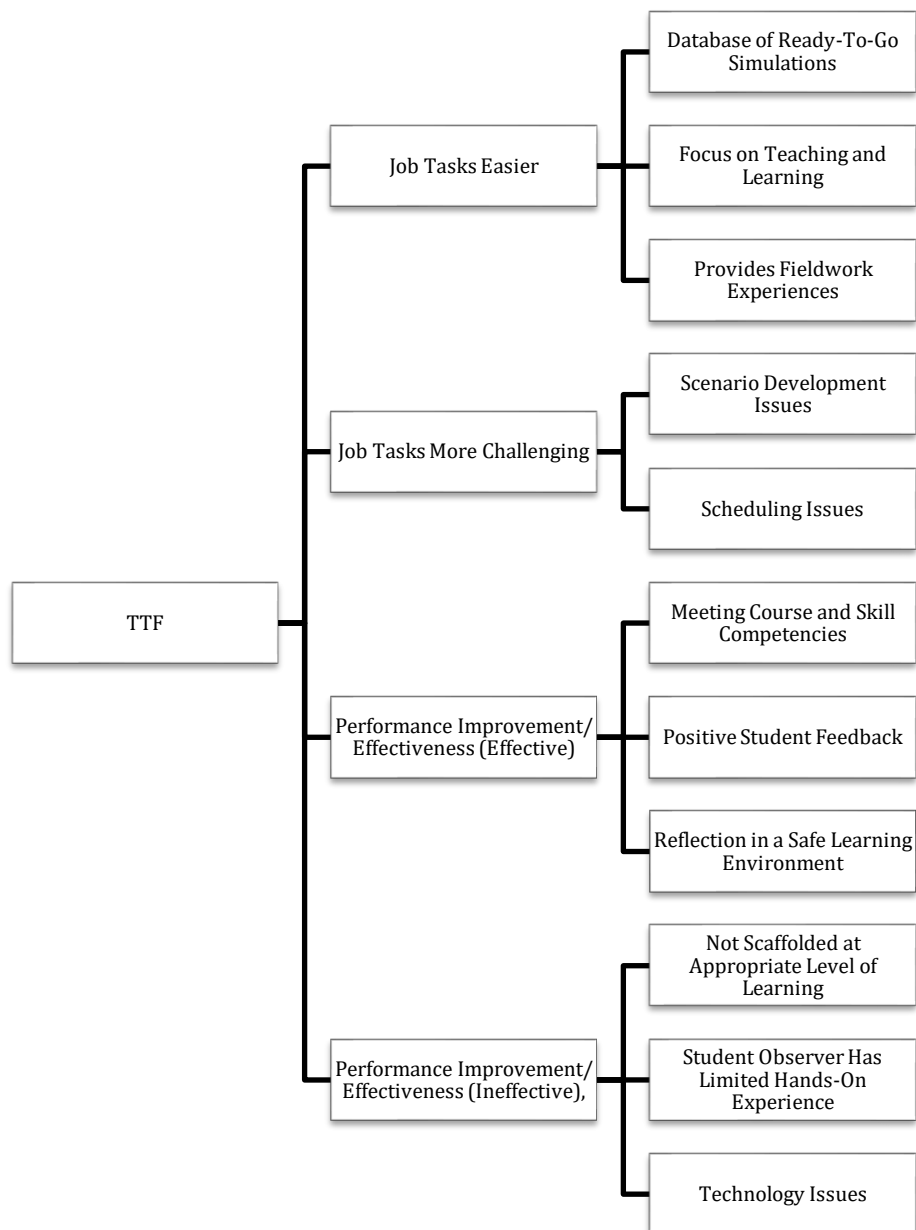 TTF
Job Tasks Easier
Database of Ready-To-Go
Simulations
Focus on Teaching and
Learning
Provides Fieldwork
Experiences
Job Tasks More Challenging
Scenario Development
Issues
Scheduling Issues
Performance Improvement/
Effectiveness (Effective)
Meeting Course and Skill
Competencies
Positive Student Feedback
Reflection in a Safe Learning
Environment
Performance Improvement/
Effectiveness (Ineffective),
Not Scaffolded at
Appropriate Level of
Learning
Student Observer Has
Limited Hands-On
Experience
Technology Issues